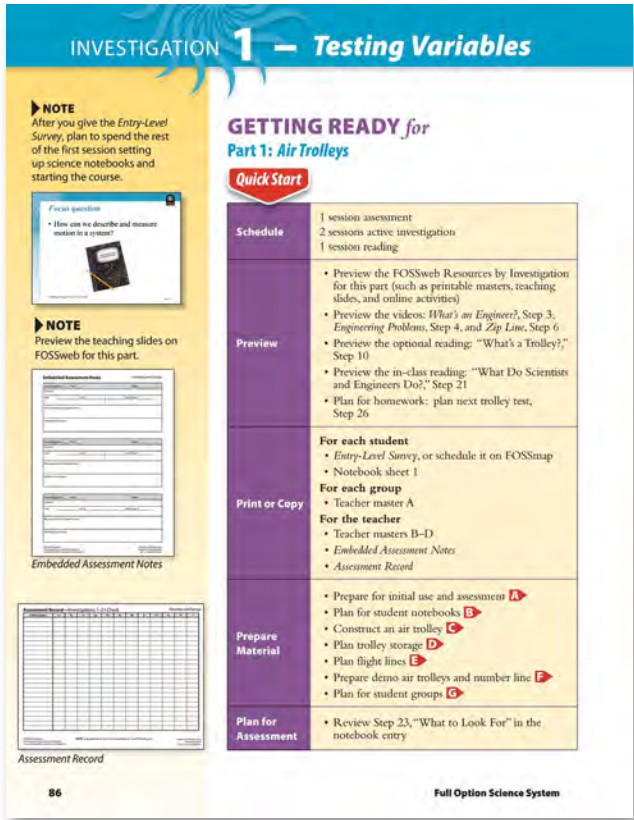 INVESTIGATION 1 – Testing Variables
NOTE
After you give the Entry-Level
Survey, plan to spend the rest
of the first session setting
up science notebooks and
starting the course.
Focus question
• How can we describe and measure
motion in a system?
NOTE
Preview the teaching slides on
FOSSweb for this part.
Embedded Assessment Notes
Embedded Assessment Notes
Assessment Record
GETTING READY for
Part 1: Air Trolleys
Quick Start
Schedule
1 session assessment
2 sessions active investigation
1 session reading
Preview
• Preview the FOSSweb Resources by Investigation
for this part (such as printable masters, teaching
slides, and online activities)
• Preview the videos: What's an Engineer?, Step 3,
Engineering Problems, Step 4, and Zip Line, Step 6
• Preview the optional reading: "What's a Trolley?,"
Step 10
• Preview the in-class reading: "What Do Scientists
and Engineers Do?," Step 21
• Plan for homework: plan next trolley test,
Step 26
Print or Copy
For each student
• Entry-Level Survey, or schedule it on FOSSmap
• Notebook sheet 1
For each group
• Teacher master A
For the teacher
• Teacher masters B–D
• Embedded Assessment Notes
• Assessment Record
Prepare
Material
• Prepare for initial use and assessment A
• Plan for student notebooks B
• Construct an air trolley C
• Plan trolley storage D
• Plan flight lines E
• Prepare demo air trolleys and number line F
• Plan for student groups G
Plan for
Assessment
• Review Step 23, "What to Look For" in the
notebook entry
86
Full Option Science System